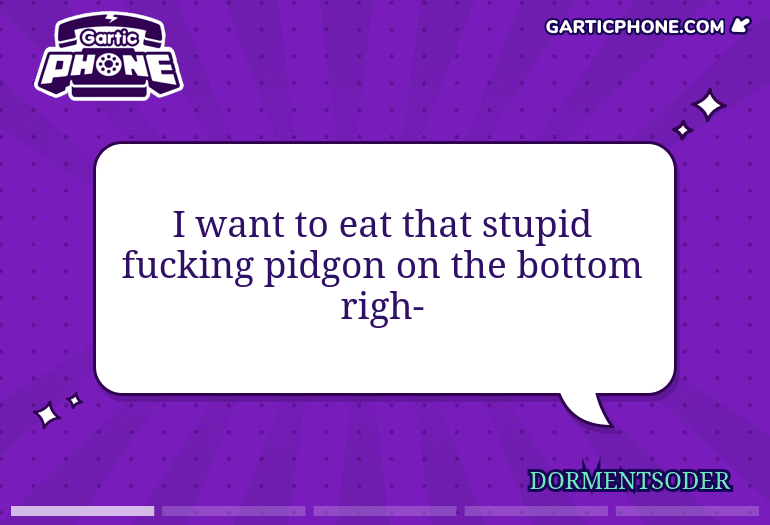 Gartic
PHONE
GARTICPHONE.COM
I want to eat that stupid
fucking pidgon on the bottom
righ-
DORMENTSODER